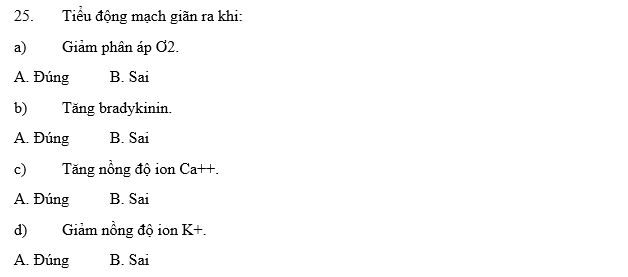 25. Tiểu động mạch giãn ra khi:
a) Giảm phân áp Ơ2.
A. Đúng B. Sai
b) Tăng bradykinin.
A. Đúng B. Sai
c) Tăng nồng độ ion Ca++.
A. Đúng B. Sai
d) Giảm nồng độ ion K+.
A. Đúng B. Sai